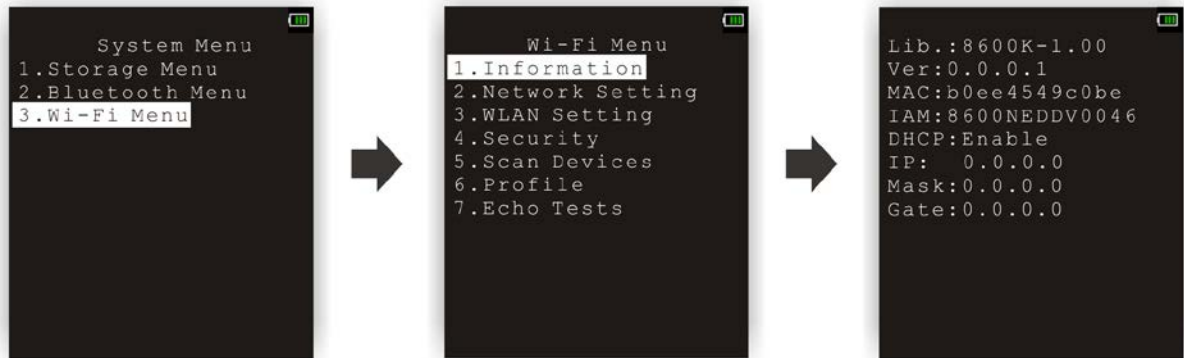 System Menu
1.Storage Menu
2.Bluetooth Menu
3.Wi-Fi Menu
Wi-Fi Menu
1.Information
2.Network Setting
3.WLAN Setting
4.Security
5.Scan Devices
6.Profile
7.Echo Tests
Lib.:8600K-1.00
Ver:0.0.0.1
MAC:b0ee4549c0be
IAM:8600NEDDV0046
DHCP:Enable
IP:  0.0.0.0
Mask:0.0.0.0
Gate:0.0.0.0